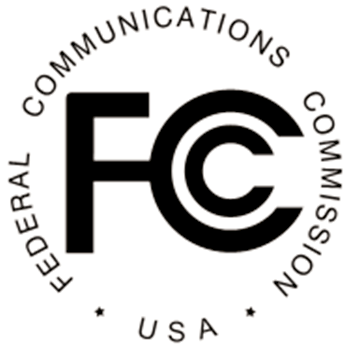 FEDERAL COMMUNICATIONS COMMISSION
FCC
* USA *